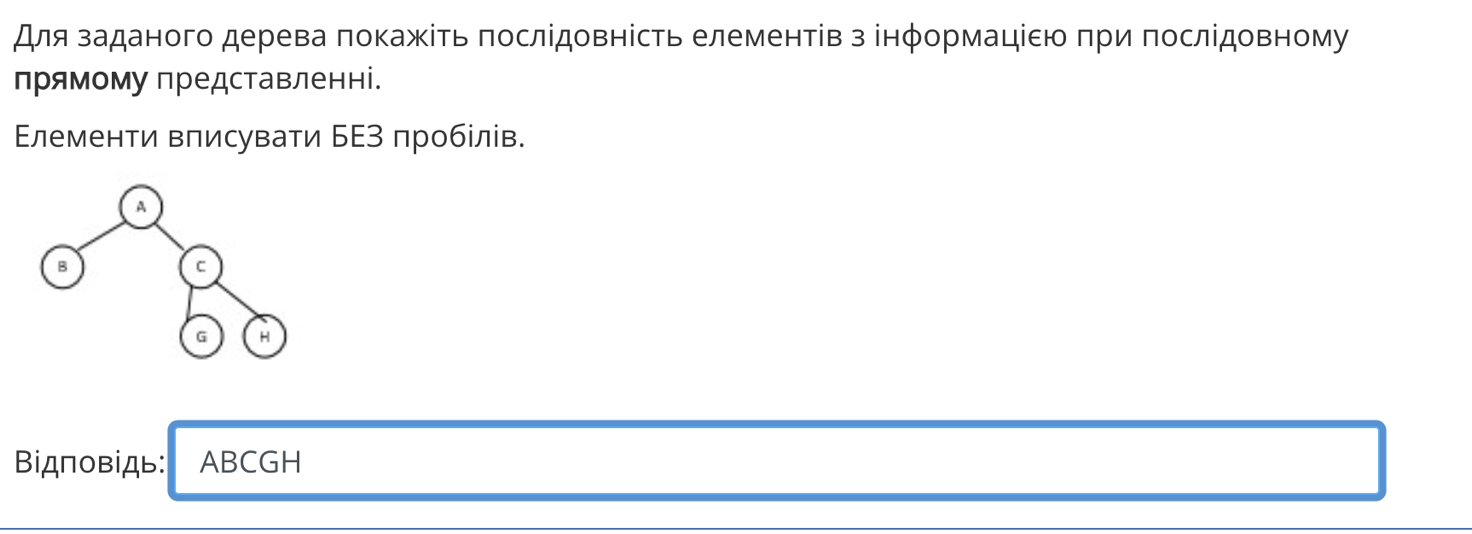 Для заданого дерева покажіть послідовність елементів з інформацією при послідовному
прямому представленні.
Елементи вписувати БЕЗ пробілів.
A
B
C
G
H
Відповідь: ABCGH